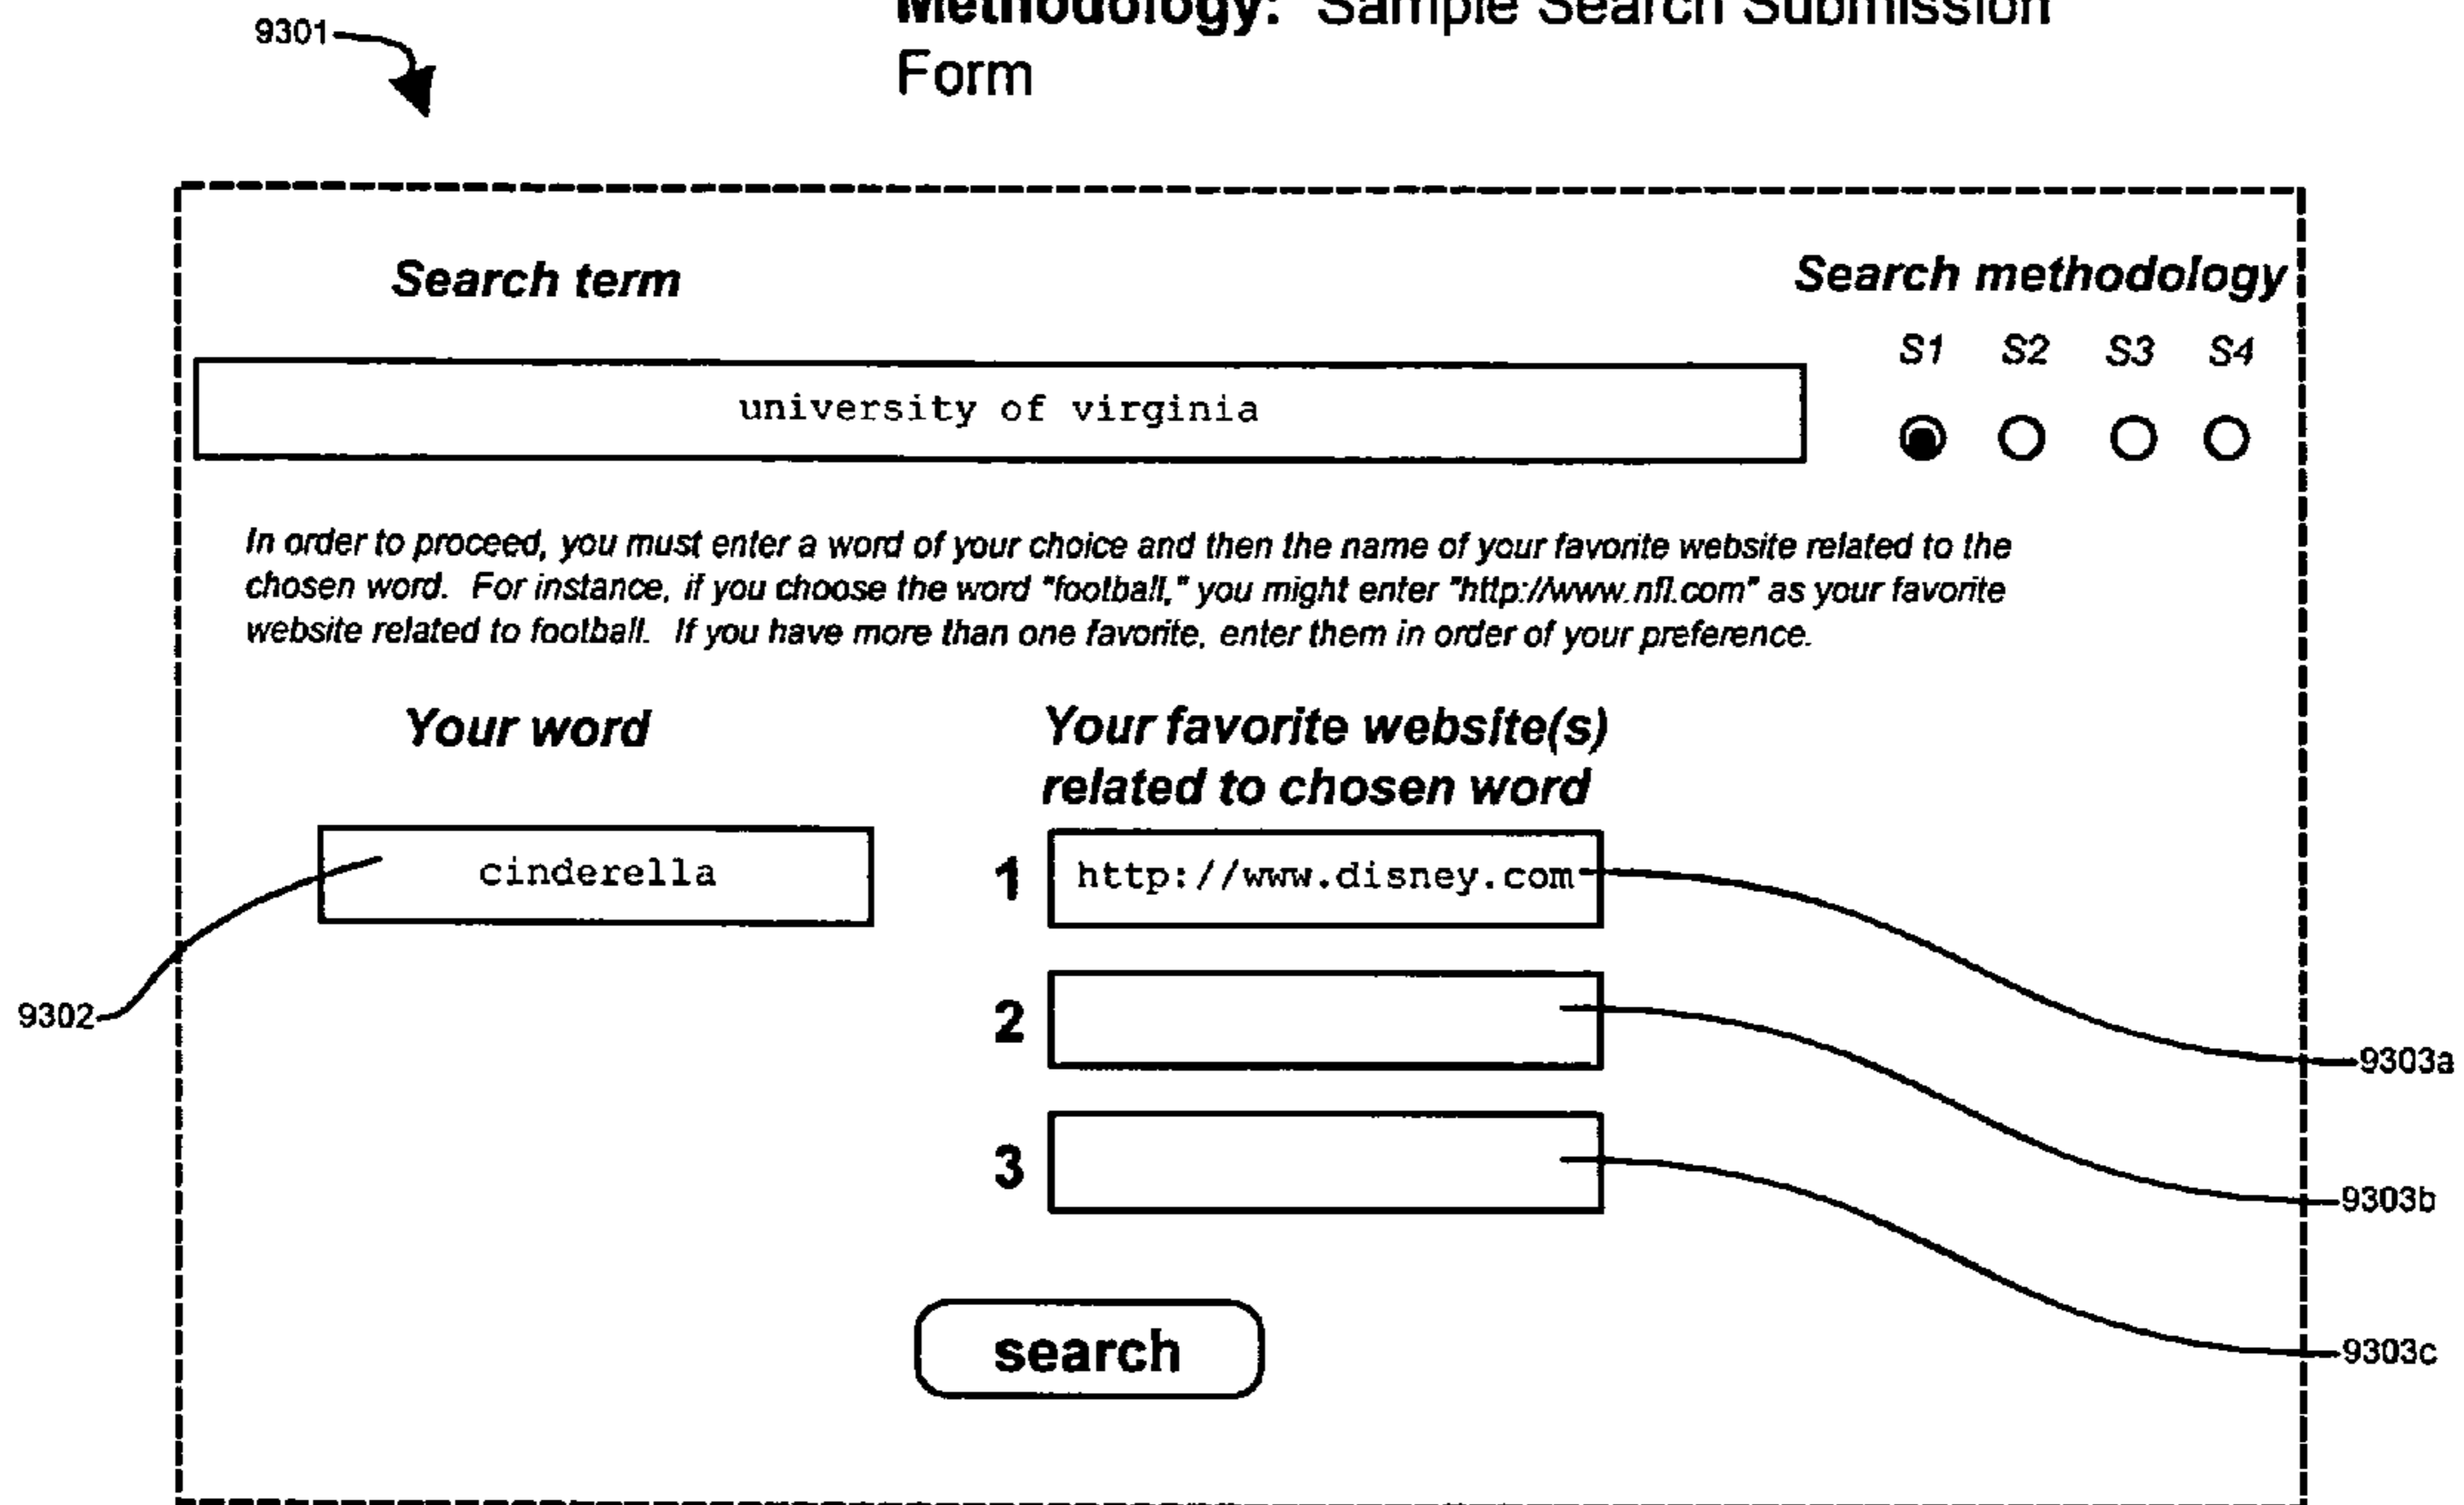 Methodology: Sample Search Submission
Form
9301
Search term
Search methodology
S1 S2 S3 S4
university of virginia
In order to proceed, you must enter a word of your choice and then the name of your favorite website related to the
chosen word. For instance, if you choose the word "football," you might enter "http://www.nfl.com" as your favorite
website related to football. If you have more than one favorite, enter them in order of your preference.
Your word
Your favorite website(s)
related to chosen word
cinderella
1 http://www.disney.com
9302
2
9303a
3
9303b
search
9303c